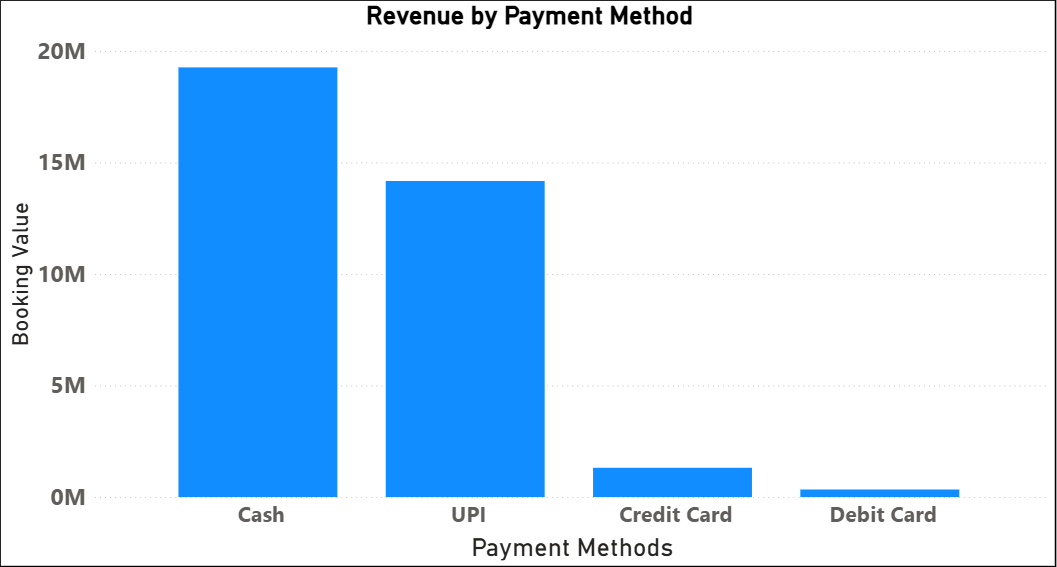 Revenue by Payment Method
20M
15M
10M
5M
0M
Booking Value
Cash UPI Credit Card Debit Card
Payment Methods